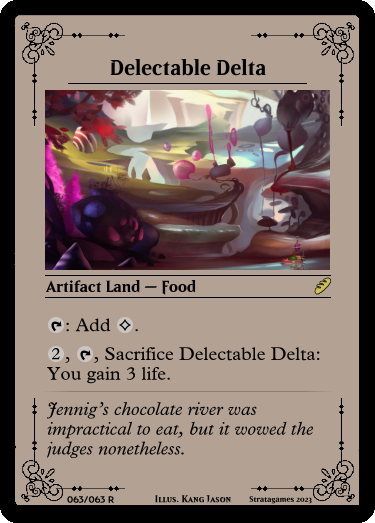 Delectable Delta
Artifact Land — Food
: Add .
2, , Sacrifice Delectable Delta:
You gain 3 life.
Jennig's chocolate river was
impractical to eat, but it wowed the
judges nonetheless.
063/063 R Illus. Kang Jason Stratagames 2023